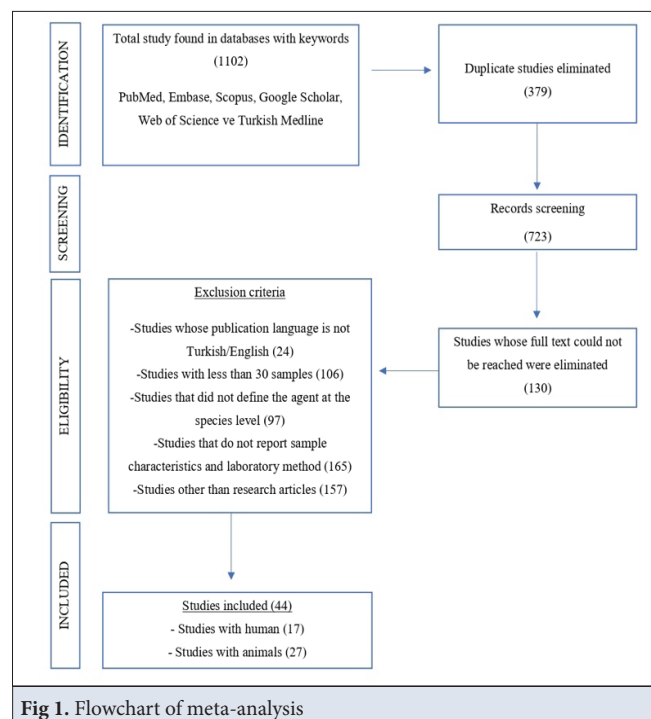 IDENTIFICATION
Total study found in databases with keywords
(1102)
PubMed, Embase, Scopus, Google Scholar,
Web of Science ve Turkish Medline
Duplicate studies eliminated
(379)
SCREENING
Records screening
(723)
ELIGIBILITY
Exclusion criteria
-Studies whose publication language is not
Turkish/English (24)
-Studies with less than 30 samples (106)
-Studies that did not define the agent at the
species level (97)
-Studies that do not report sample
characteristics and laboratory method (165)
-Studies other than research articles (157)
Studies whose full text could not
be reached were eliminated
(130)
INCLUDED
Studies included (44)
- Studies with human (17)
- Studies with animals (27)
Fig 1. Flowchart of meta-analysis